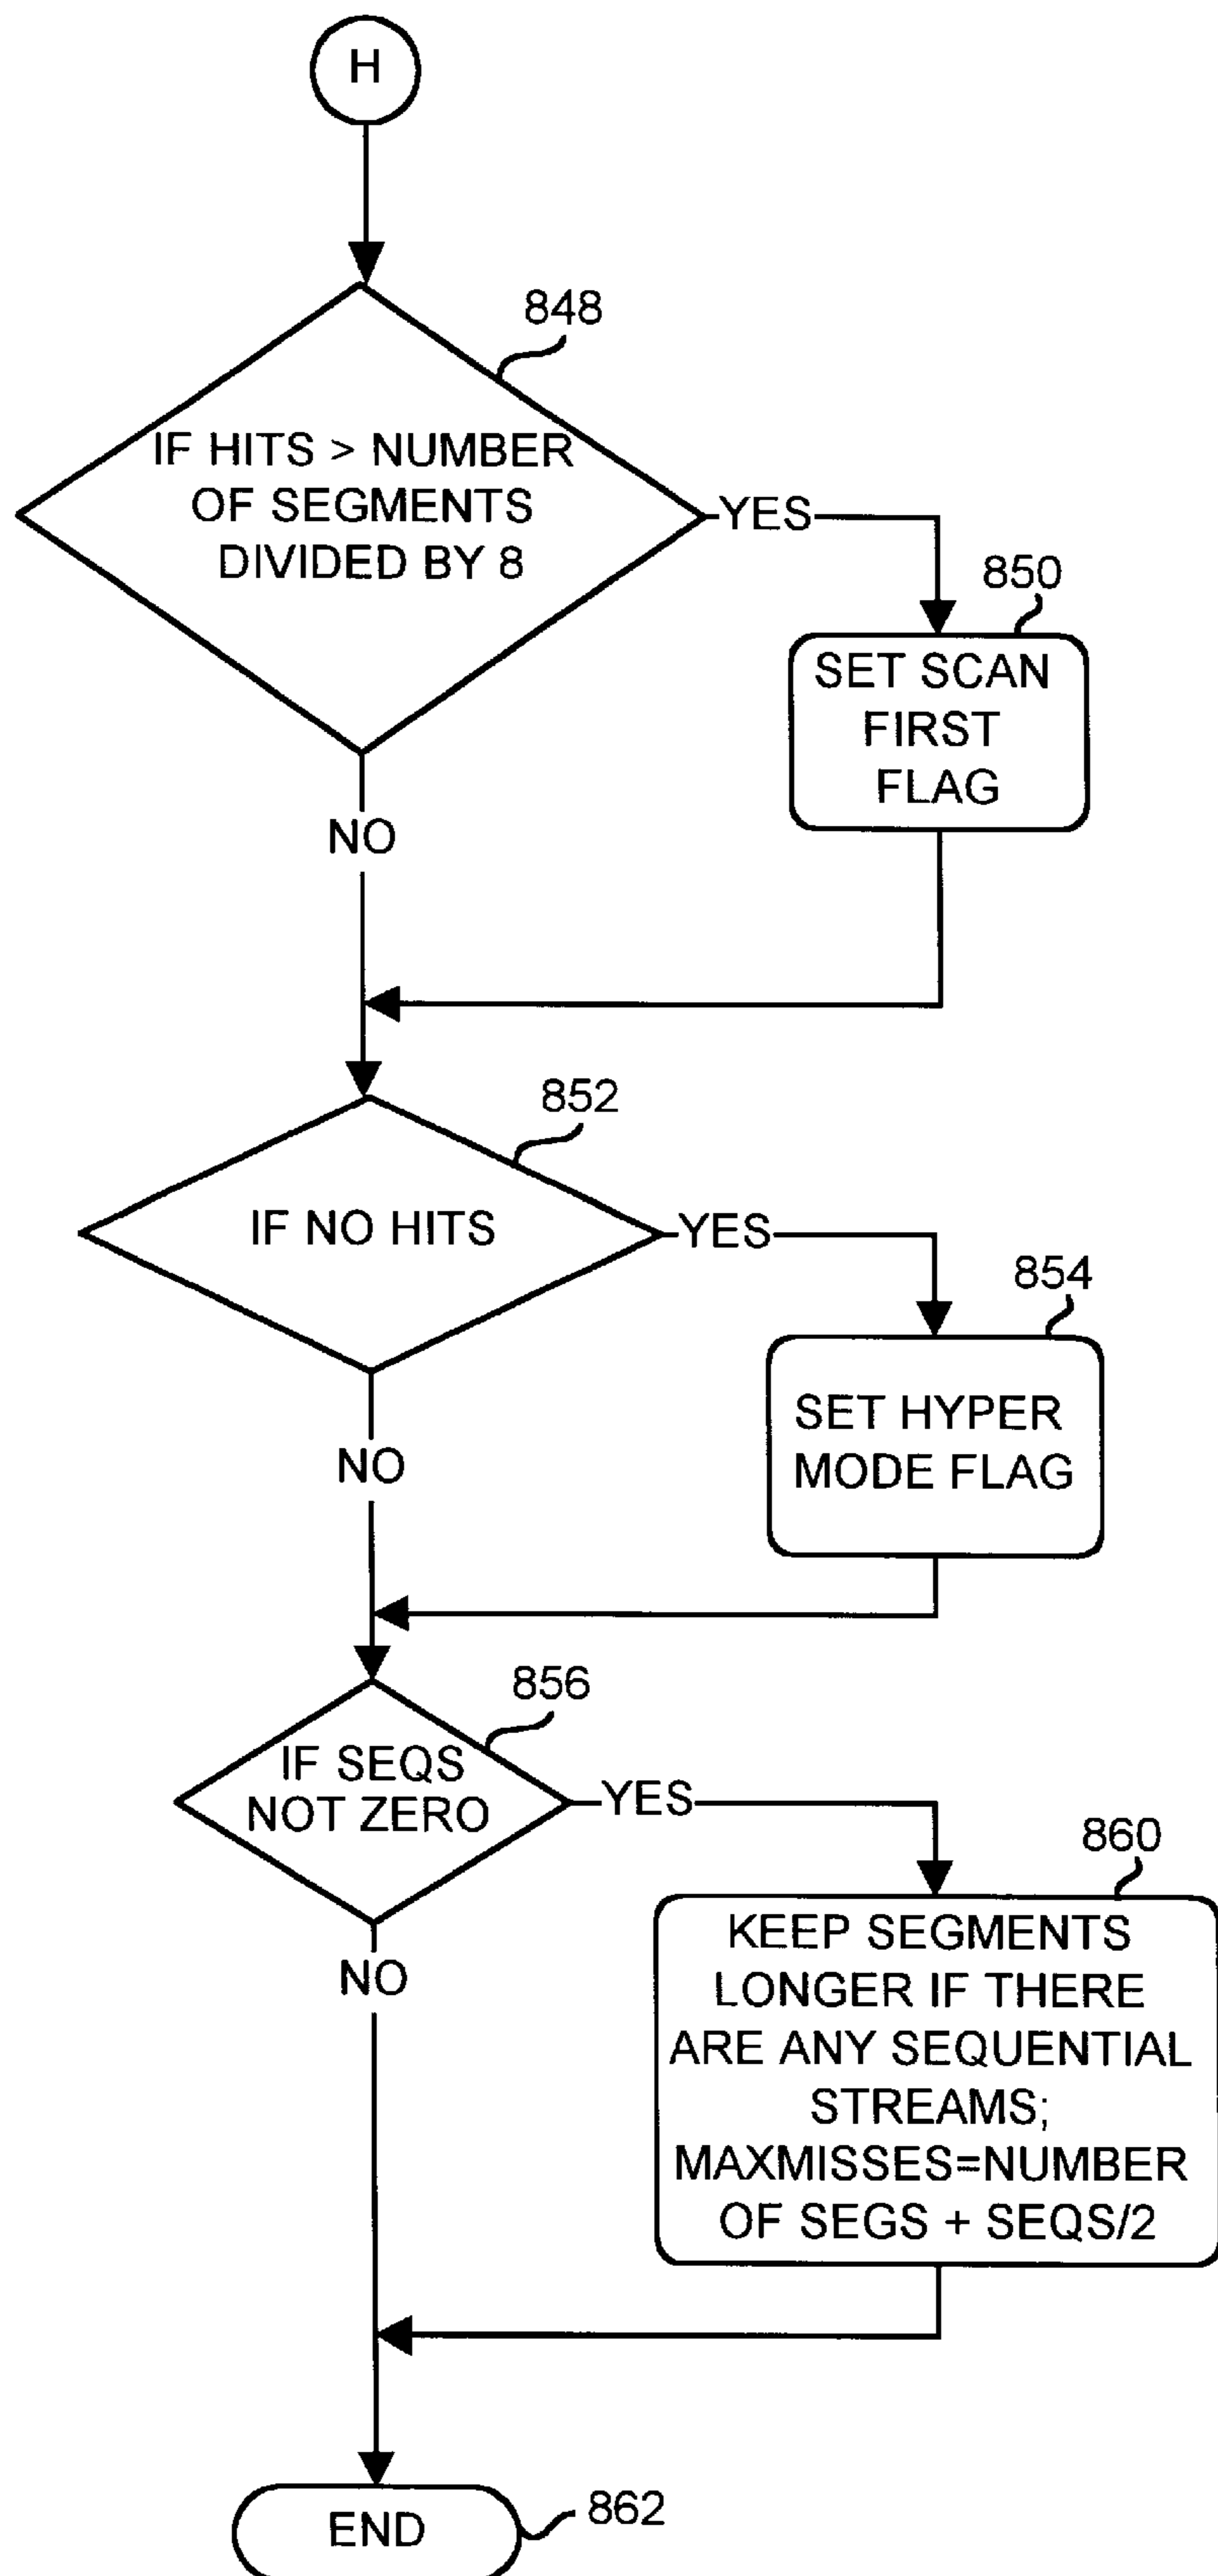 H
848
IF HITS > NUMBER
OF SEGMENTS
DIVIDED BY 8
YES
850
SET SCAN
FIRST
FLAG
NO
852
IF NO HITS
YES
854
SET HYPER
MODE FLAG
NO
856
IF SEQS
NOT ZERO
YES
860
KEEP SEGMENTS
LONGER IF THERE
ARE ANY SEQUENTIAL
STREAMS;
MAXMISSES=NUMBER
OF SEGS + SEQS/2
NO
END
862